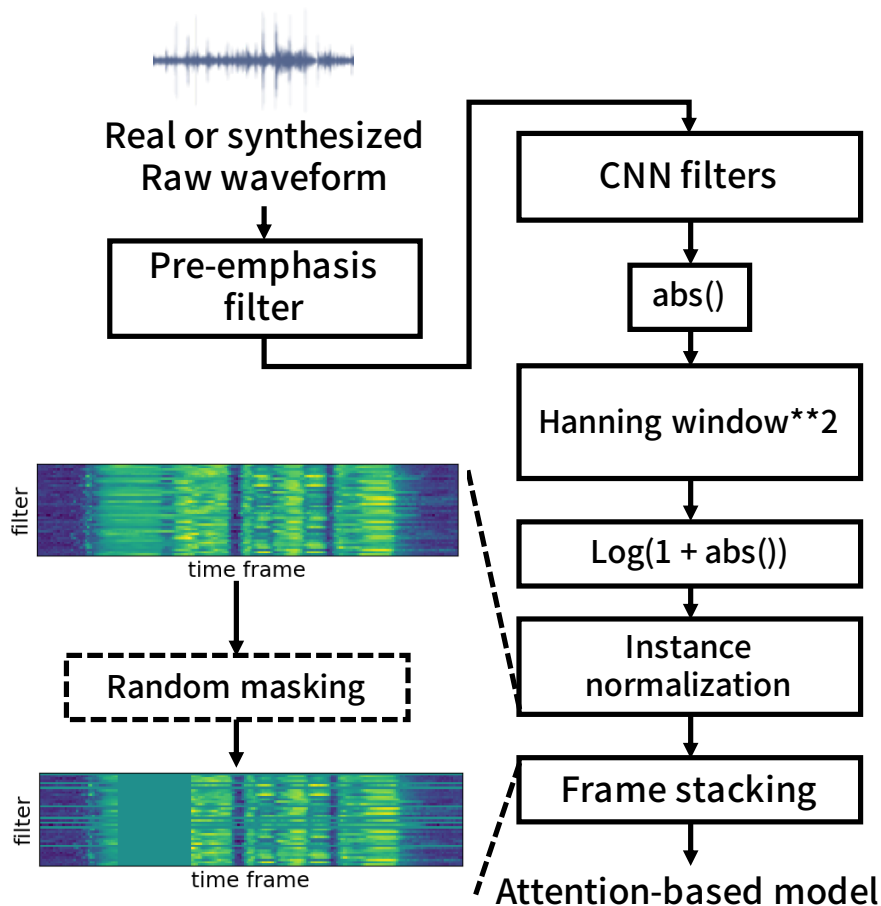 Real or synthesized
Raw waveform
Pre-emphasis
filter
CNN filters
abs()
Hanning window**2
Log(1 + abs())
Instance
normalization
Frame stacking
Attention-based model
filter
time frame
Random masking
filter
time frame